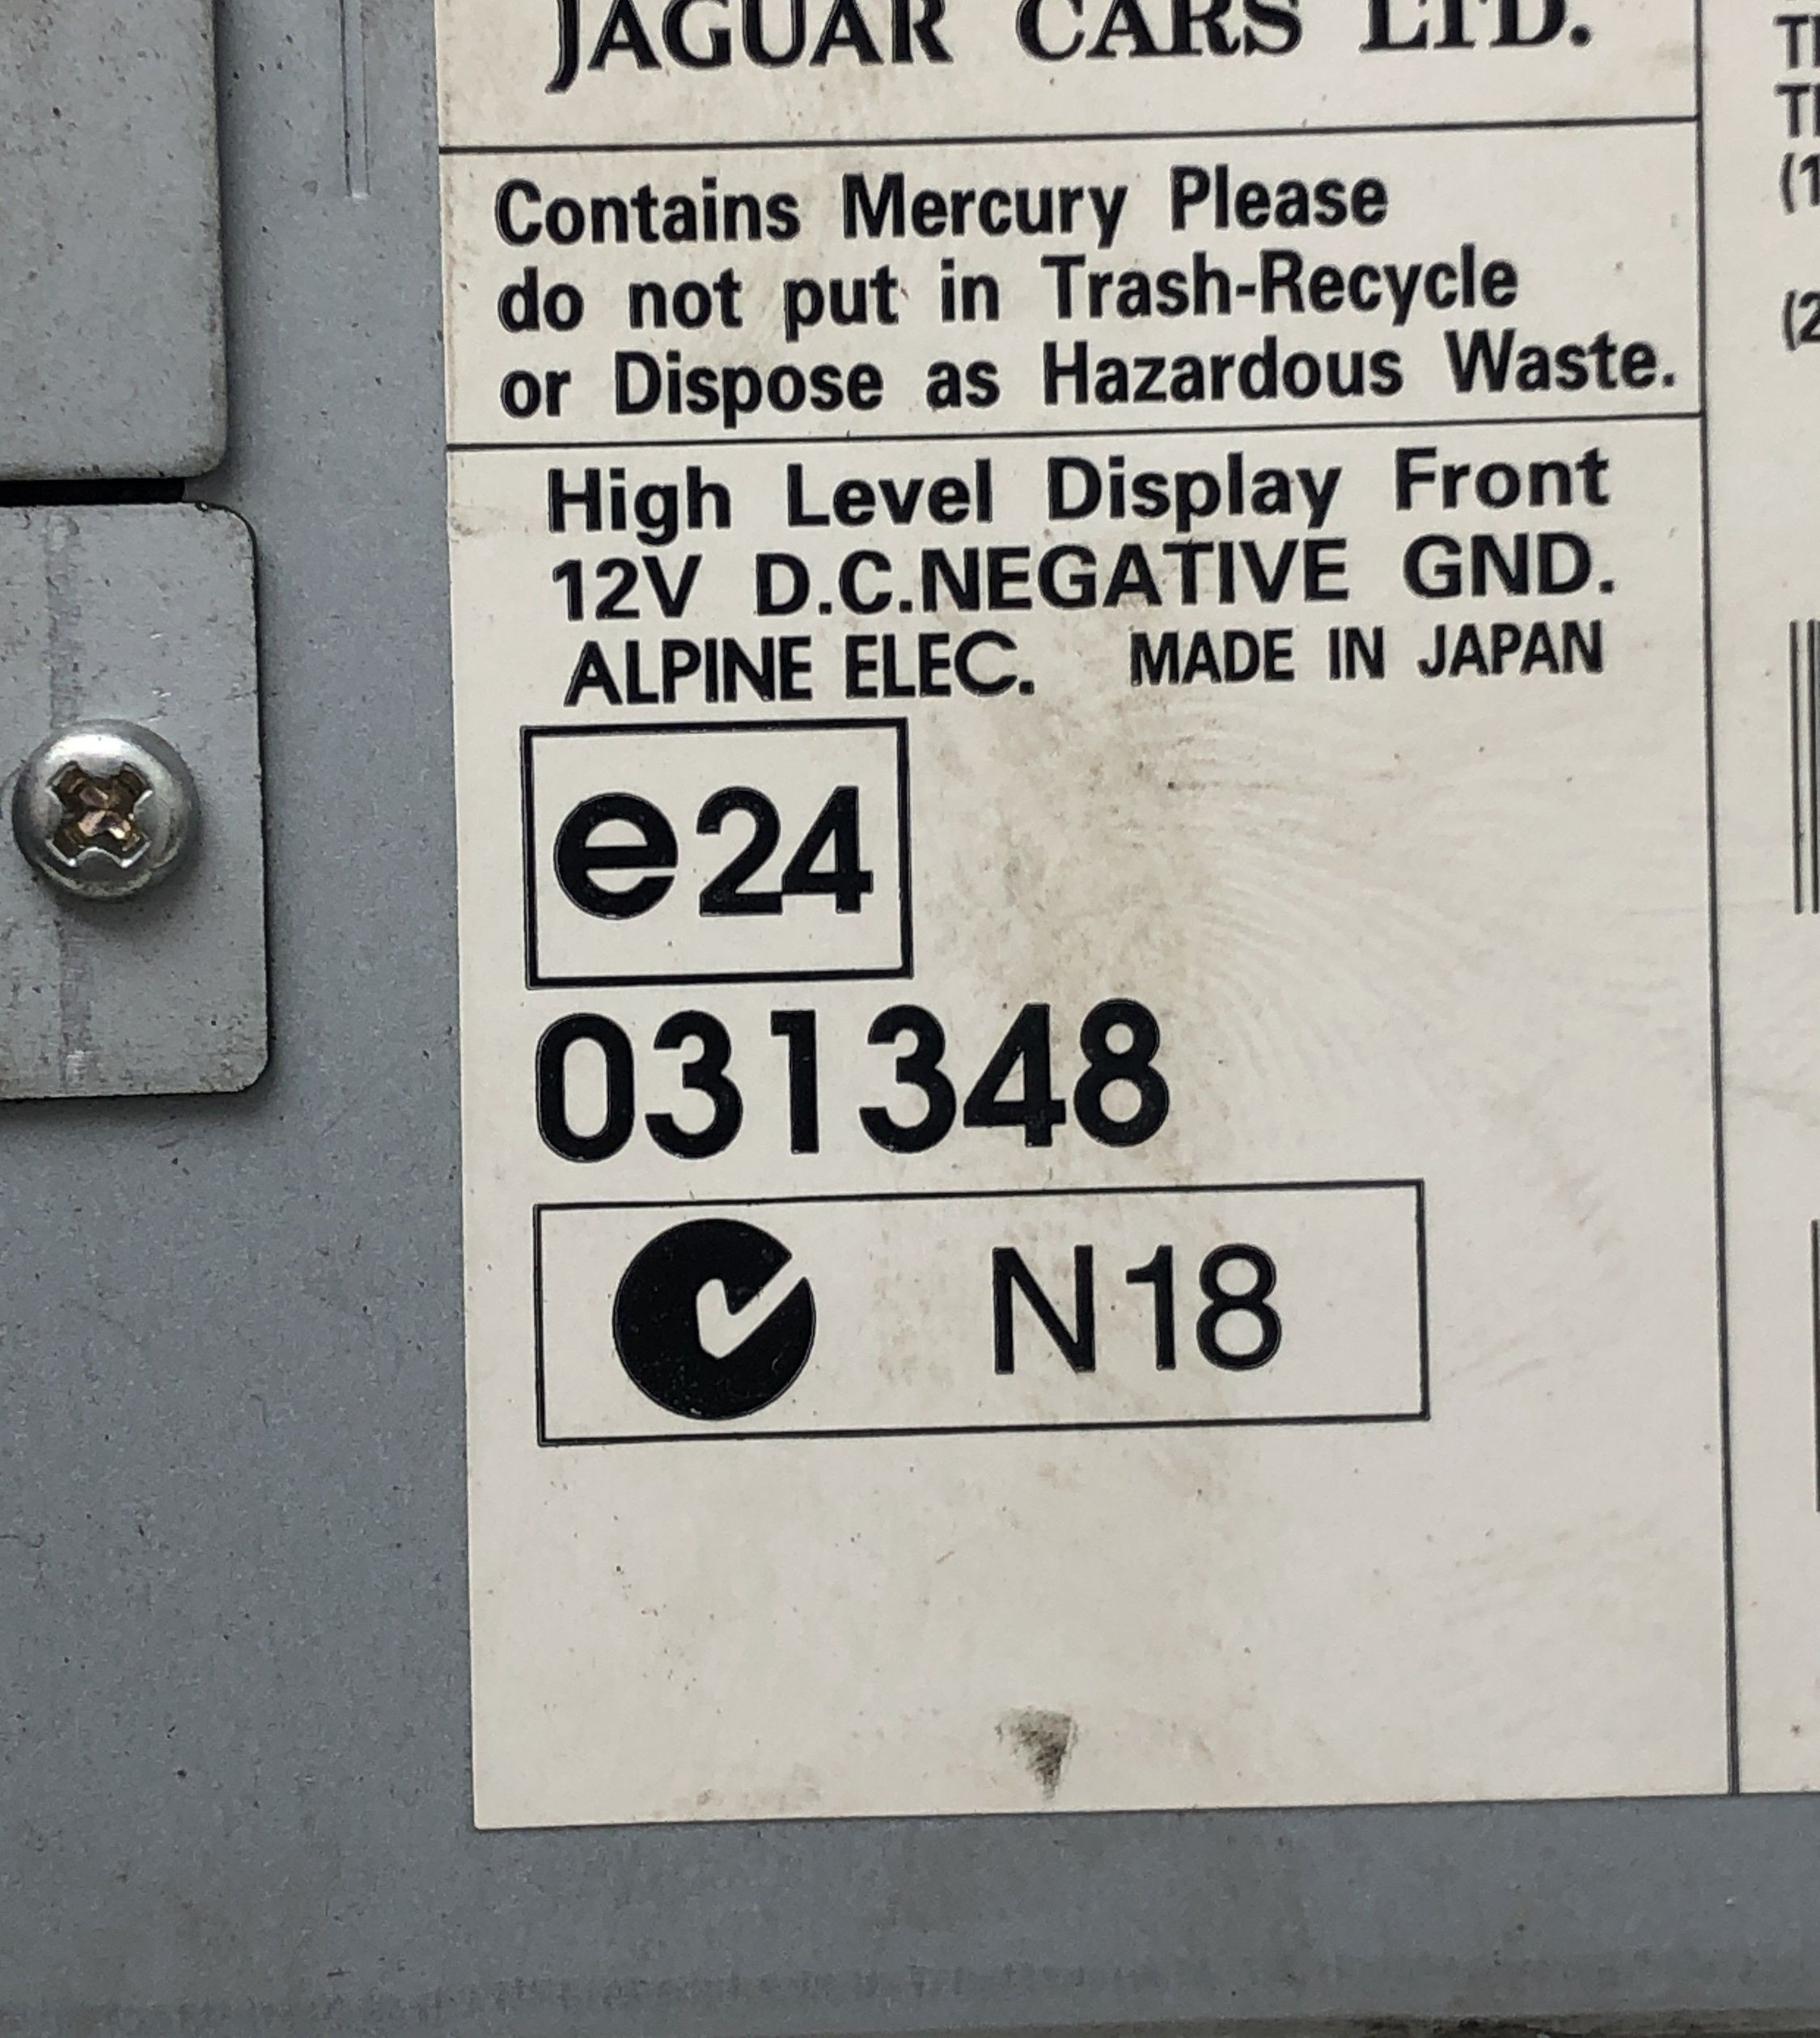 JAGUAR CARS LTD.
Contains Mercury Please
do not put in Trash-Recycle
or Dispose as Hazardous Waste.
High Level Display Front
12V D.C.NEGATIVE GND.
ALPINE ELEC. MADE IN JAPAN
e24
031348
N18